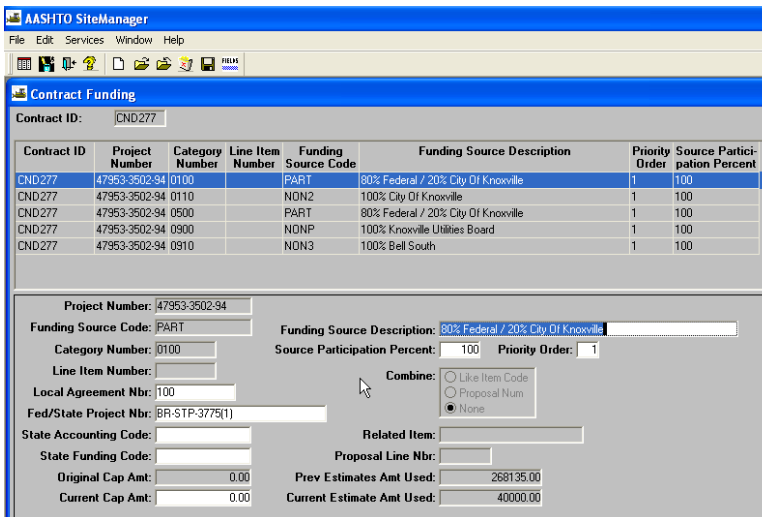 AASHTO SiteManager
File Edit Services Window Help
FIELDS
Contract Funding
Contract ID: CND277
Contract ID Project Number Category Number Line Item Number Funding Source Code Funding Source Description Priority Order Source Partici-pation Percent
CND277 47953-3502-94 0100 PART 80% Federal / 20% City Of Knoxville 1 100
CND277 47953-3502-94 0110 NON2 100% City Of Knoxville 1 100
CND277 47953-3502-94 0500 PART 80% Federal / 20% City Of Knoxville 1 100
CND277 47953-3502-94 0900 NONP 100% Knoxville Utilities Board 1 100
CND277 47953-3502-94 0910 NON3 100% Bell South 1 100
Project Number: 47953-3502-94
Funding Source Code: PART Funding Source Description: 80% Federal / 20% City Of Knoxville
Category Number: 0100 Source Participation Percent: 100 Priority Order: 1
Line Item Number: Combine: Like Item Code
Local Agreement Nbr: 100 Proposal Num
Fed/State Project Nbr: BR-STP-3775(1) None
State Accounting Code: Related Item:
State Funding Code: Proposal Line Nbr:
Original Cap Amt: 0.00 Prev Estimates Amt Used: 268135.00
Current Cap Amt: 0.00 Current Estimate Amt Used: 40000.00